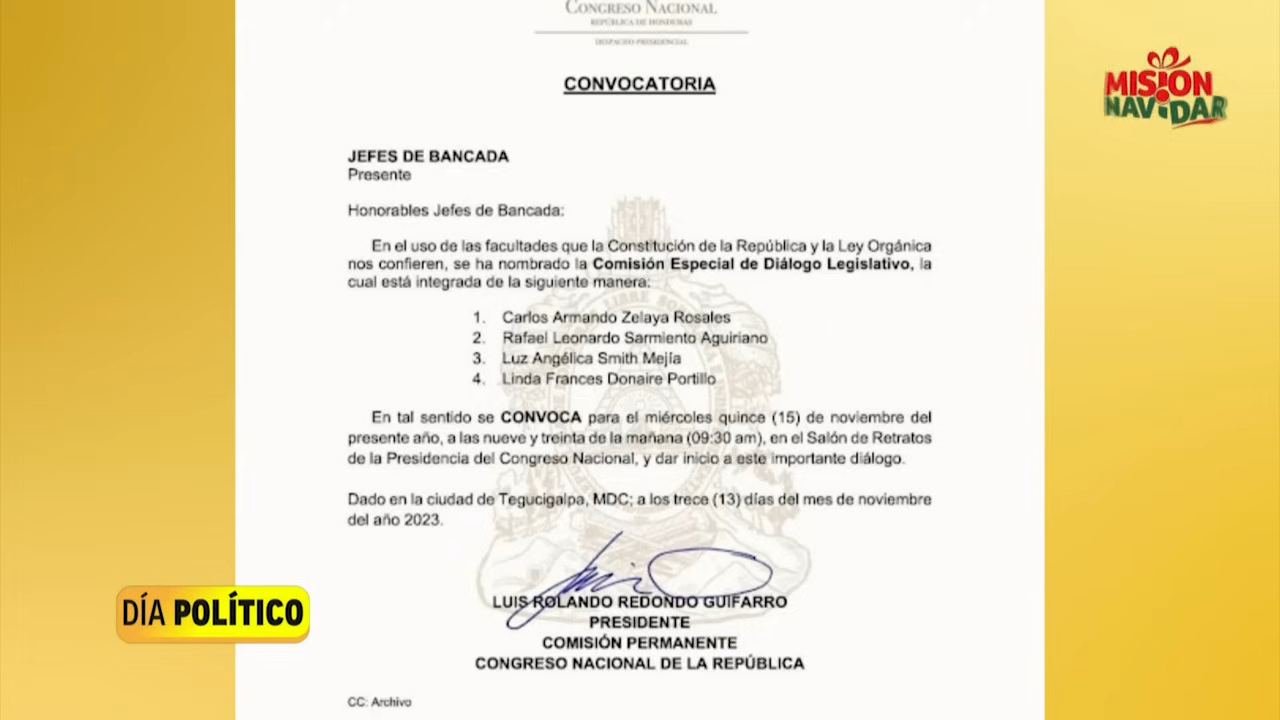 CONGRESO NACIONAL
REPÚBLICA DE HONDURAS
DESPACHO PRESIDENCIAL
CONVOCATORIA
MISIÓN
NAVIDAR
JEFES DE BANCADA
Presente
Honorables Jefes de Bancada:
En el uso de las facultades que la Constitución de la República y la Ley Orgánica
nos confieren, se ha nombrado la Comisión Especial de Diálogo Legislativo, la
cual está integrada de la siguiente manera:
1. Carlos Armando Zelaya Rosales
2. Rafael Leonardo Sarmiento Aguiriano
3. Luz Angélica Smith Mejía
4. Linda Frances Donaire Portillo
En tal sentido se CONVOCA para el miércoles quince (15) de noviembre del
presente año, a las nueve y treinta de la mañana (09:30 am), en el Salón de Retratos
de la Presidencia del Congreso Nacional, y dar inicio a este importante diálogo.
Dado en la ciudad de Tegucigalpa, MDC; a los trece (13) días del mes de noviembre
del año 2023.
LUIS ROLANDO REDONDO GUIFARRO
PRESIDENTE
COMISIÓN PERMANENTE
CONGRESO NACIONAL DE LA REPÚBLICA
CC: Archivo
DÍA POLÍTICO